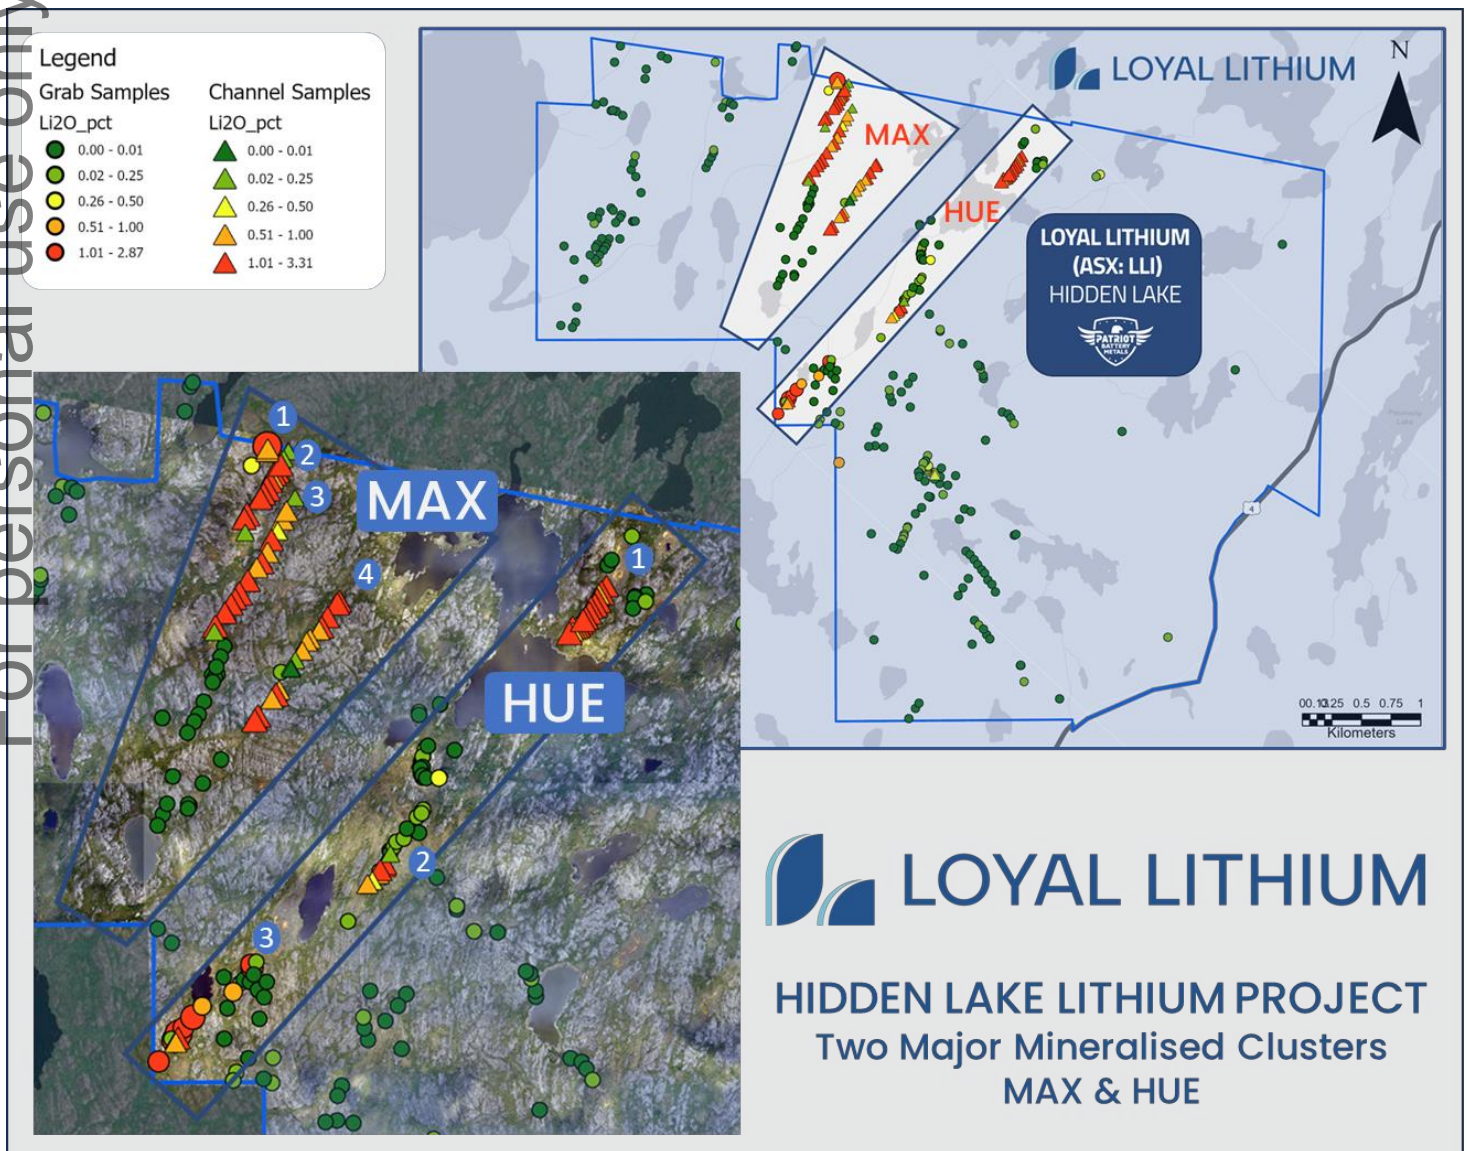 For personal use only
Legend
Grab Samples
Li2O_pct
0.00 - 0.01
0.02 - 0.25
0.26 - 0.50
0.51 - 1.00
1.01 - 2.87
Channel Samples
Li2O_pct
0.00 - 0.01
0.02 - 0.25
0.26 - 0.50
0.51 - 1.00
1.01 - 3.31
LOYAL LITHIUM
N
MAX
HUE
LOYAL LITHIUM
(ASX: LLI)
HIDDEN LAKE
PATRIOT
BATTERY
METALS
4
0.5 0.75 1
Kilometers
1
2
3
4
MAX
1
HUE
2
3
LOYAL LITHIUM
HIDDEN LAKE LITHIUM PROJECT
Two Major Mineralised Clusters
MAX & HUE